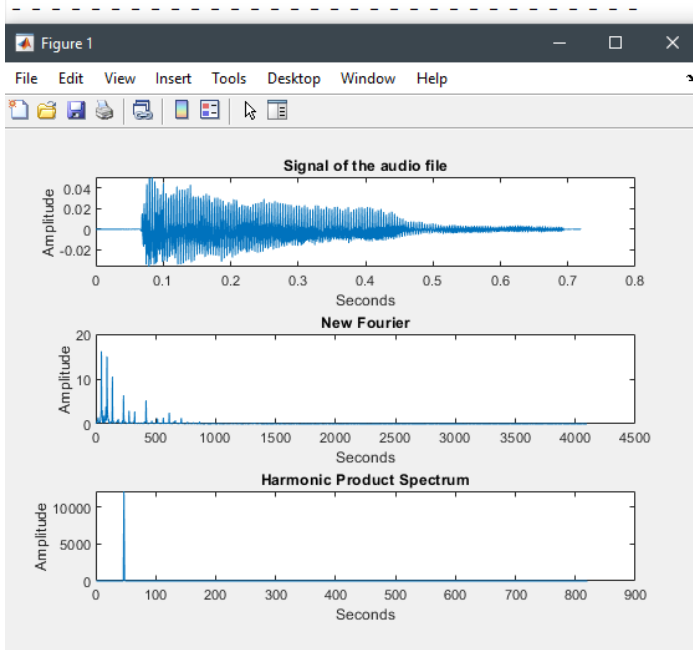 - - - - - - - - - - - - - - - - - - - - - - - - - - - - - - - - - - -
Figure 1
File Edit View Insert Tools Desktop Window Help
Signal of the audio file
Amplitude
0.04
0.02
0
-0.02
0 0.1 0.2 0.3 0.4 0.5 0.6 0.7 0.8
Seconds
New Fourier
Amplitude
20
10
0
0 500 1000 1500 2000 2500 3000 3500 4000 4500
Seconds
Harmonic Product Spectrum
Amplitude
10000
5000
0
0 100 200 300 400 500 600 700 800 900
Seconds